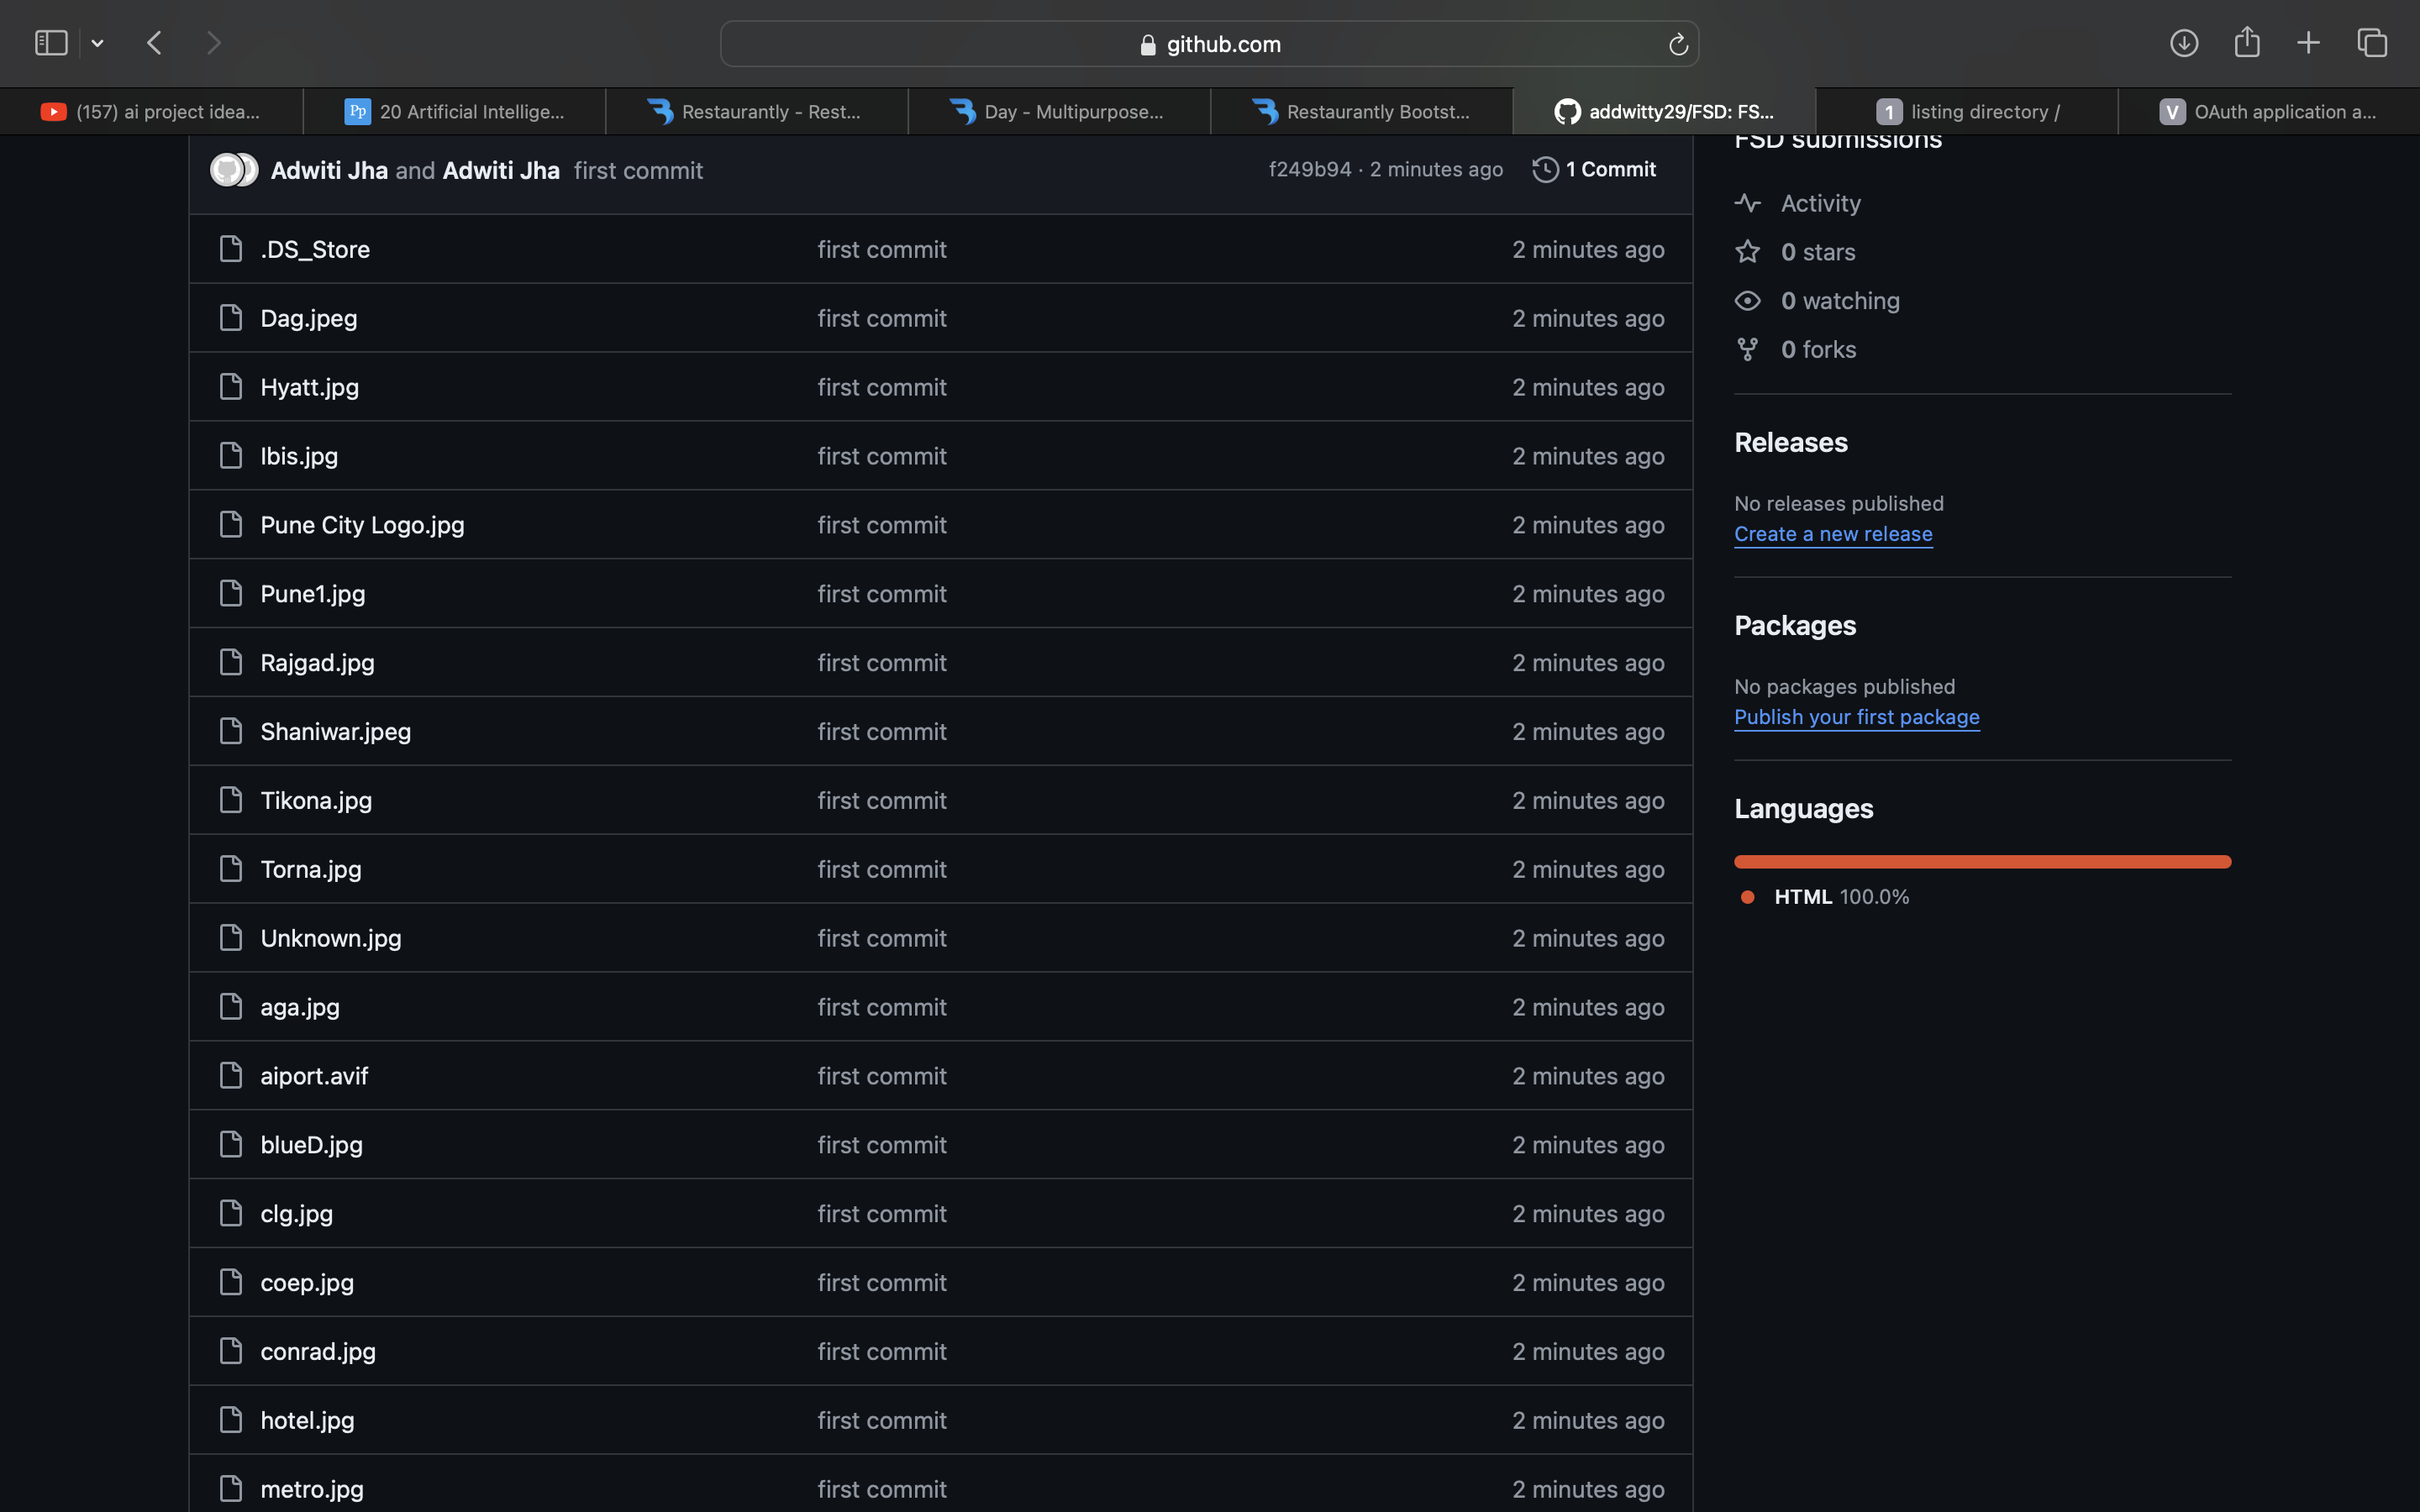 github.com
(157) ai project idea...
Pp 20 Artificial Intellige...
Restaurantly - Rest...
Day - Multipurpose...
Restaurantly Bootst...
addwitty29/FSD: FS...
1 listing directory /
V OAuth application a...
Adwiti Jha and Adwiti Jha first commit f249b94 · 2 minutes ago 1 Commit
.DS_Store first commit 2 minutes ago
Dag.jpeg first commit 2 minutes ago
Hyatt.jpg first commit 2 minutes ago
Ibis.jpg first commit 2 minutes ago
Pune City Logo.jpg first commit 2 minutes ago
Pune1.jpg first commit 2 minutes ago
Rajgad.jpg first commit 2 minutes ago
Shaniwar.jpeg first commit 2 minutes ago
Tikona.jpg first commit 2 minutes ago
Torna.jpg first commit 2 minutes ago
Unknown.jpg first commit 2 minutes ago
aga.jpg first commit 2 minutes ago
aiport.avif first commit 2 minutes ago
blueD.jpg first commit 2 minutes ago
clg.jpg first commit 2 minutes ago
coep.jpg first commit 2 minutes ago
conrad.jpg first commit 2 minutes ago
hotel.jpg first commit 2 minutes ago
metro.jpg first commit 2 minutes ago
FSD submissions
Activity
0 stars
0 watching
0 forks
Releases
No releases published
Create a new release
Packages
No packages published
Publish your first package
Languages
HTML 100.0%